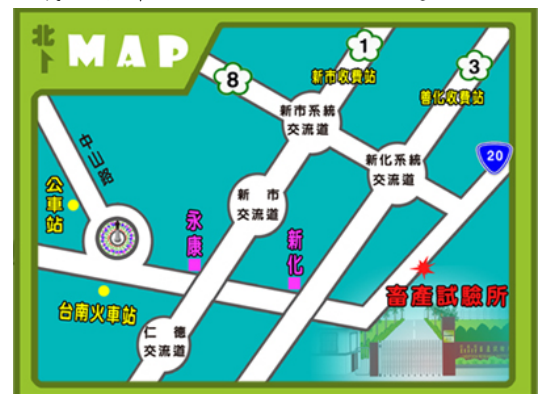 北
MAP
1
新市收費站
3
善化收費站
8
新市系統
交流道
20
新化系統
交流道
中山路
公車站
新市
交流道
永康
新化
台南火車站
畜產試驗所
仁德
交流道